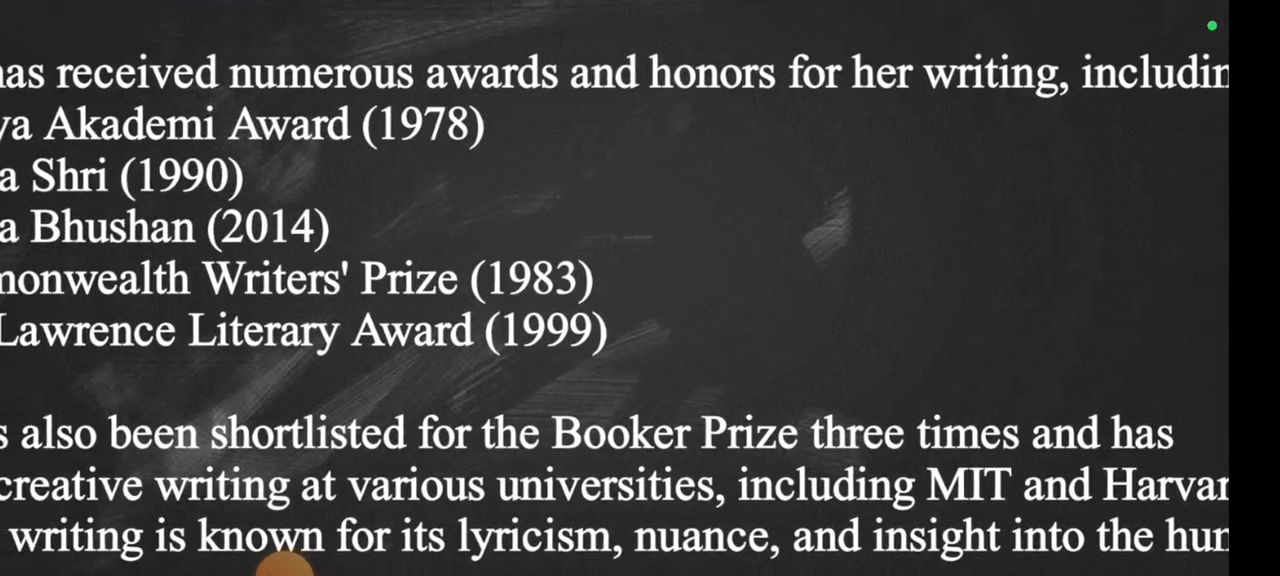 has received numerous awards and honors for her writing, includin
ya Akademi Award (1978)
a Shri (1990)
a Bhushan (2014)
monwealth Writers' Prize (1983)
Lawrence Literary Award (1999)
s also been shortlisted for the Booker Prize three times and has
creative writing at various universities, including MIT and Harvar
writing is known for its lyricism, nuance, and insight into the hum